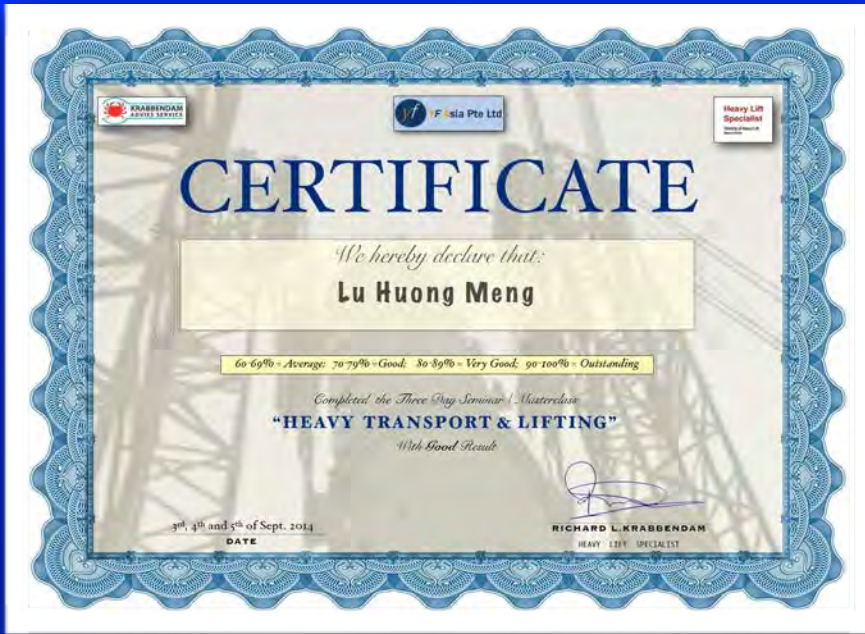 KRABBENDAM
ADVIES SERVICE
yf YF Asia Pte Ltd
Heavy Lift
Specialist
CERTIFICATE
We hereby declare that:
Lu Huong Meng
60-69% = Average; 70-79% =Good; 80-89% = Very Good; 90-100% = Outstanding
Completed the Three Day Seminar / Masterclass
“HEAVY TRANSPORT & LIFTING”
With Good Result
3rd, 4th and 5th of Sept. 2014
DATE
RICHARD L.KRABBENDAM
HEAVY LIFT SPECIALIST